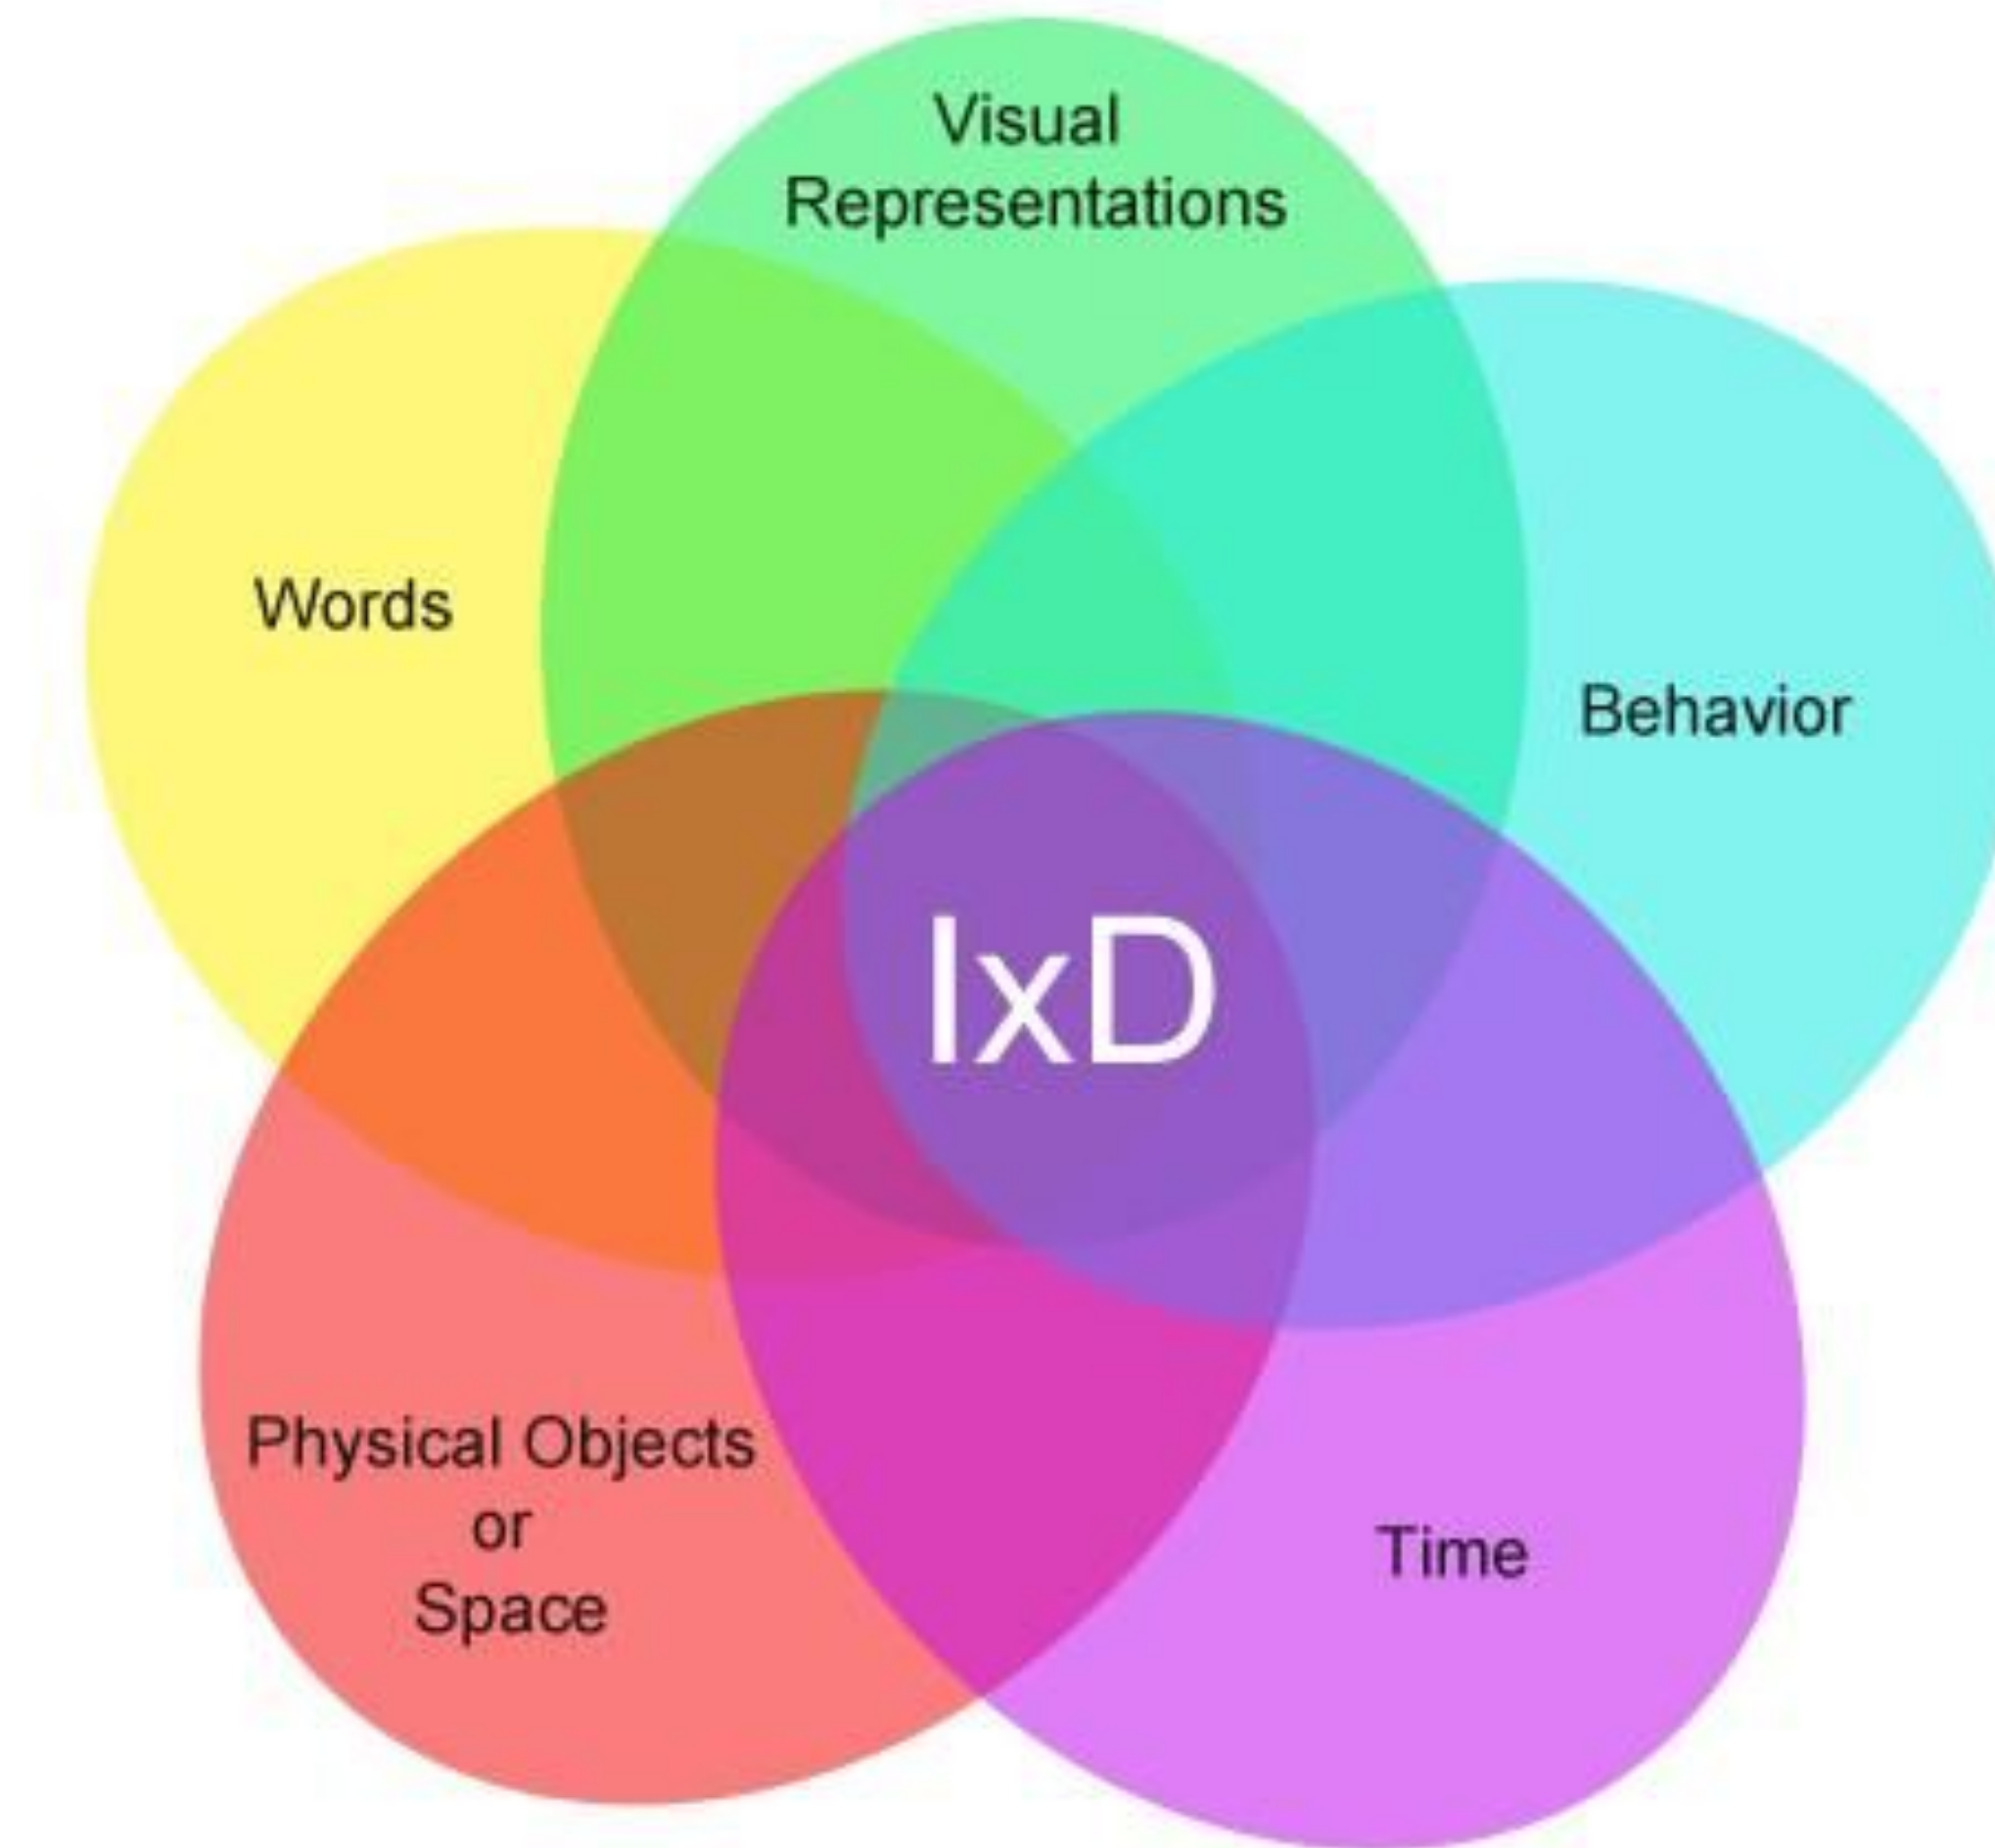 Visual
Representations
Words
Behavior
IxD
Physical Objects
or
Space
Time